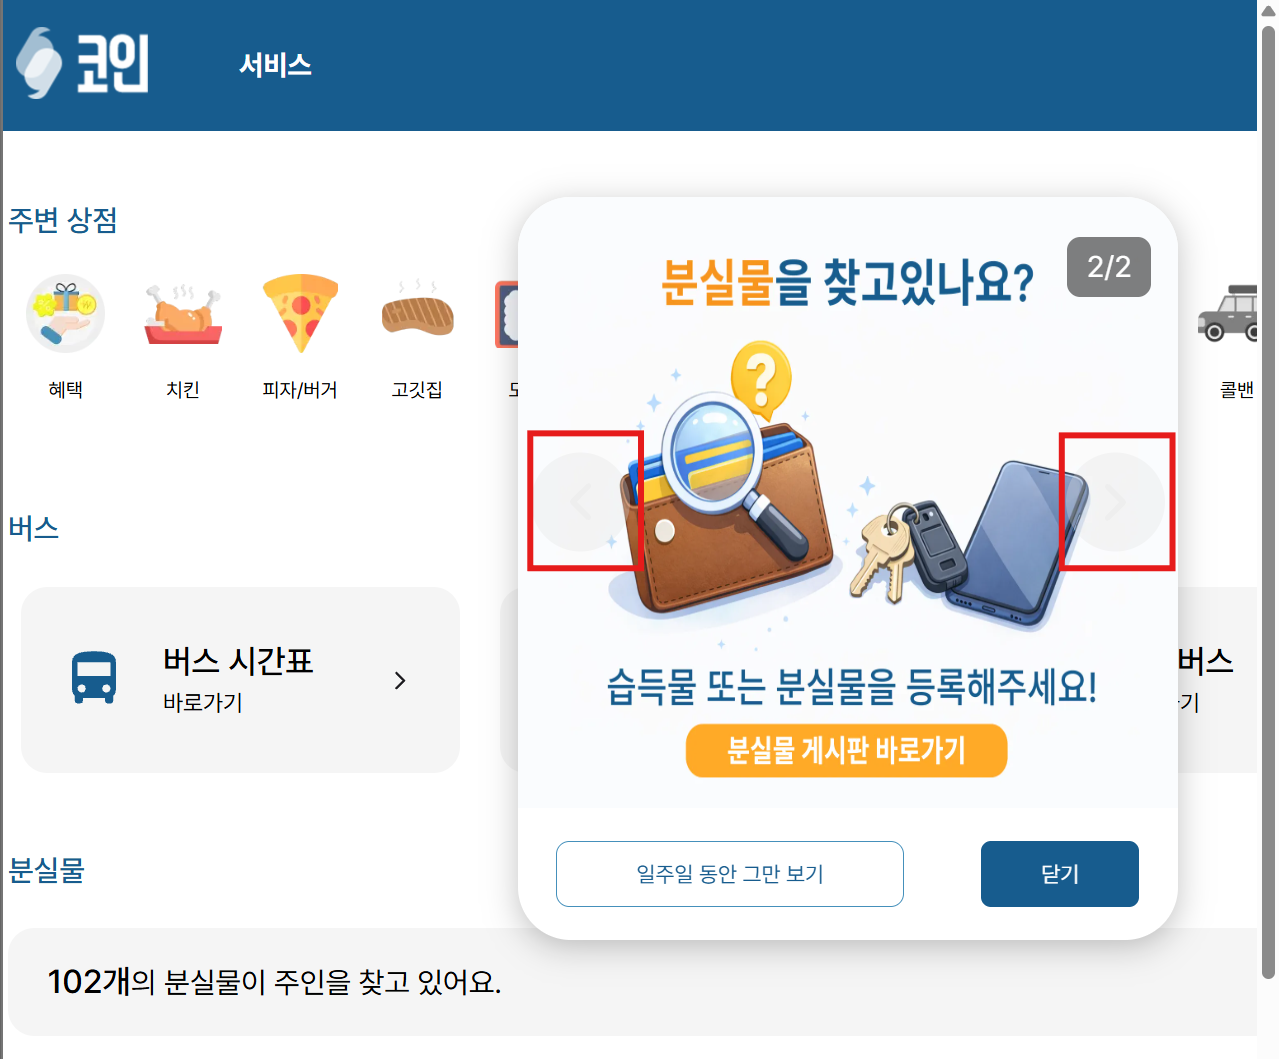 코인
서비스
주변 상점
혜택
치킨
피자/버거
고깃집
콜밴
버스
버스 시간표
바로가기
버스
기
분실물
102개의 분실물이 주인을 찾고 있어요.
분실물을 찾고있나요?
2/2
?
습득물 또는 분실물을 등록해주세요!
분실물 게시판 바로가기
일주일 동안 그만 보기
닫기